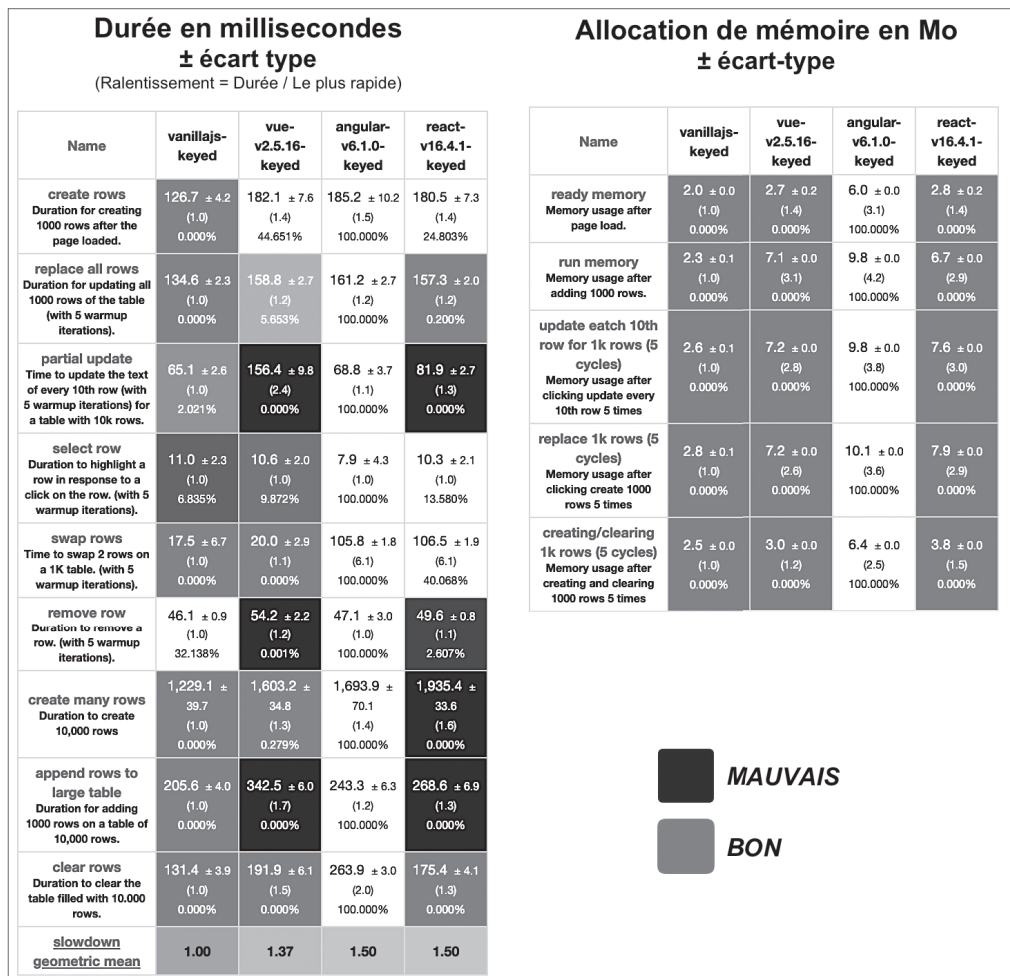 Durée en millisecondes
± écart type
(Ralentissement = Durée / Le plus rapide)
Name
vanillajs-
keyed
vue-
v2.5.16-
keyed
angular-
v6.1.0-
keyed
react-
v16.4.1-
keyed
create rows
Duration for creating
1000 rows after the
page loaded.
126.7 ± 4.2
(1.0)
0.000%
182.1 ± 7.6
(1.4)
44.651%
185.2 ± 10.2
(1.5)
100.000%
180.5 ± 7.3
(1.4)
24.803%
replace all rows
Duration for updating all
1000 rows of the table
(with 5 warmup
iterations).
134.6 ± 2.3
(1.0)
0.000%
158.8 ± 2.7
(1.2)
5.653%
161.2 ± 2.7
(1.2)
100.000%
157.3 ± 2.0
(1.2)
0.200%
partial update
Time to update the text
of every 10th row (with
5 warmup iterations) for
a table with 10k rows.
65.1 ± 2.6
(1.0)
2.021%
156.4 ± 9.8
(2.4)
0.000%
68.8 ± 3.7
(1.1)
100.000%
81.9 ± 2.7
(1.3)
0.000%
select row
Duration to highlight a
row in response to a
click on the row. (with 5
warmup iterations).
11.0 ± 2.3
(1.0)
6.835%
10.6 ± 2.0
(1.0)
9.872%
7.9 ± 4.3
(1.0)
100.000%
10.3 ± 2.1
(1.0)
13.580%
swap rows
Time to swap 2 rows on
a 1K table. (with 5
warmup iterations).
17.5 ± 6.7
(1.0)
0.000%
20.0 ± 2.9
(1.1)
0.000%
105.8 ± 1.8
(6.1)
100.000%
106.5 ± 1.9
(6.1)
40.068%
remove row
Duration to remove a
row. (with 5 warmup
iterations).
46.1 ± 0.9
(1.0)
32.138%
54.2 ± 2.2
(1.2)
0.001%
47.1 ± 3.0
(1.0)
100.000%
49.6 ± 0.8
(1.1)
2.607%
create many rows
Duration to create
10,000 rows
1,229.1 ±
39.7
(1.0)
0.000%
1,603.2 ±
34.8
(1.3)
0.279%
1,693.9 ±
70.1
(1.4)
100.000%
1,935.4 ±
33.6
(1.6)
0.000%
append rows to
large table
Duration for adding
1000 rows on a table of
10,000 rows.
205.6 ± 4.0
(1.0)
0.000%
342.5 ± 6.0
(1.7)
0.000%
243.3 ± 6.3
(1.2)
100.000%
268.6 ± 6.9
(1.3)
0.000%
clear rows
Duration to clear the
table filled with 10.000
rows.
131.4 ± 3.9
(1.0)
0.000%
191.9 ± 6.1
(1.5)
0.000%
263.9 ± 3.0
(2.0)
100.000%
175.4 ± 4.1
(1.3)
0.000%
slowdown
geometric mean
1.00
1.37
1.50
1.50
Allocation de mémoire en Mo
± écart-type
Name
vanillajs-
keyed
vue-
v2.5.16-
keyed
angular-
v6.1.0-
keyed
react-
v16.4.1-
keyed
ready memory
Memory usage after
page load.
2.0 ± 0.0
(1.0)
0.000%
2.7 ± 0.2
(1.4)
0.000%
6.0 ± 0.0
(3.1)
100.000%
2.8 ± 0.2
(1.4)
0.000%
run memory
Memory usage after
adding 1000 rows.
2.3 ± 0.1
(1.0)
0.000%
7.1 ± 0.0
(3.1)
0.000%
9.8 ± 0.0
(4.2)
100.000%
6.7 ± 0.0
(2.9)
0.000%
update eatch 10th
row for 1k rows (5
cycles)
Memory usage after
clicking update every
10th row 5 times
2.6 ± 0.1
(1.0)
0.000%
7.2 ± 0.0
(2.8)
0.000%
9.8 ± 0.0
(3.8)
100.000%
7.6 ± 0.0
(3.0)
0.000%
replace 1k rows (5
cycles)
Memory usage after
clicking create 1000
rows 5 times
2.8 ± 0.1
(1.0)
0.000%
7.2 ± 0.0
(2.6)
0.000%
10.1 ± 0.0
(3.6)
100.000%
7.9 ± 0.0
(2.9)
0.000%
creating/clearing
1k rows (5 cycles)
Memory usage after
creating and clearing
1000 rows 5 times
2.5 ± 0.0
(1.0)
0.000%
3.0 ± 0.0
(1.2)
0.000%
6.4 ± 0.0
(2.5)
100.000%
3.8 ± 0.0
(1.5)
0.000%
MAUVAIS
BON